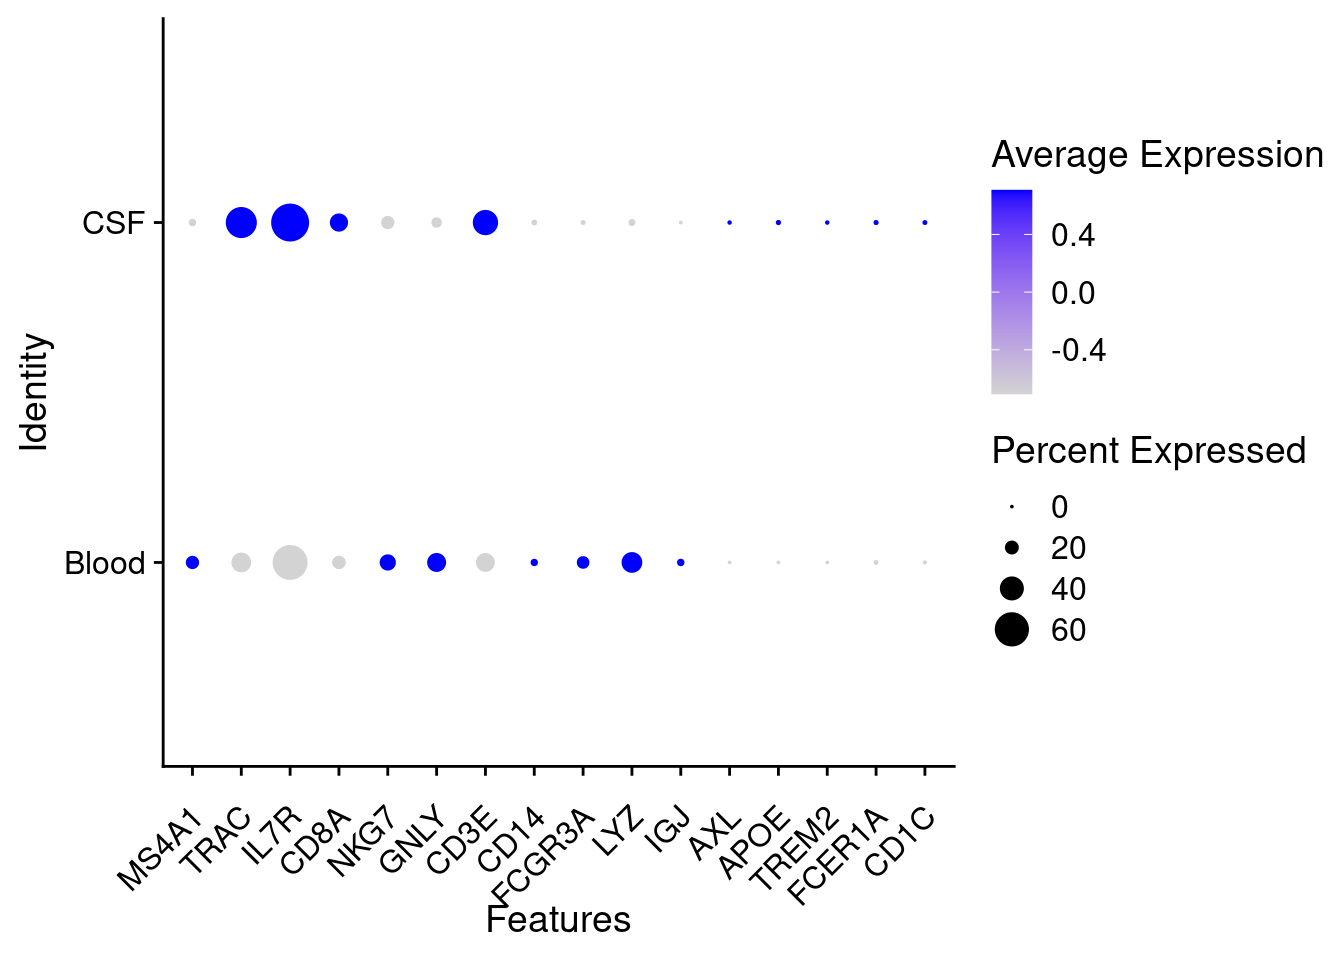 CSF
Blood
Identity
MS4A1
TRAC
IL7R
CD8A
NKG7
GNLY
CD3E
CD14
FCGR3A
LYZ
IGJ
AXL
APOE
TREM2
FCER1A
CD1C
Features
Average Expression
0.4
0.0
-0.4
Percent Expressed
0
20
40
60